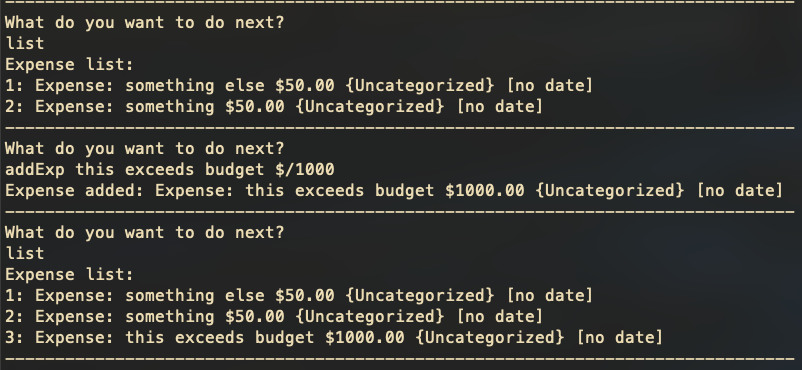 --------------------------------------------------------------------------------
What do you want to do next?
list
Expense list:
1: Expense: something else $50.00 {Uncategorized} [no date]
2: Expense: something $50.00 {Uncategorized} [no date]
--------------------------------------------------------------------------------
What do you want to do next?
addExp this exceeds budget $/1000
Expense added: Expense: this exceeds budget $1000.00 {Uncategorized} [no date]
--------------------------------------------------------------------------------
What do you want to do next?
list
Expense list:
1: Expense: something else $50.00 {Uncategorized} [no date]
2: Expense: something $50.00 {Uncategorized} [no date]
3: Expense: this exceeds budget $1000.00 {Uncategorized} [no date]
--------------------------------------------------------------------------------